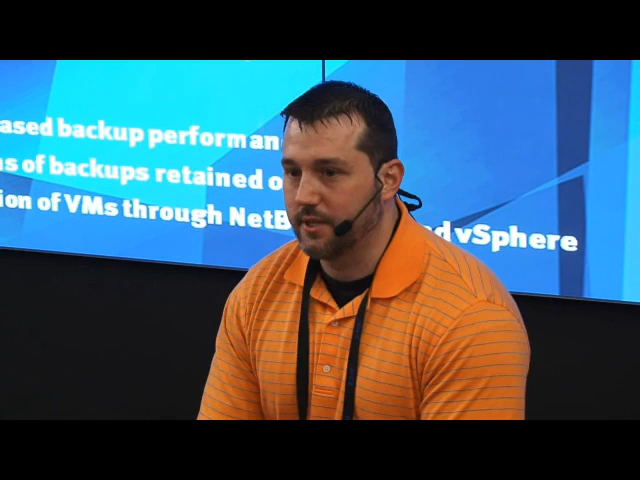 ased backup performan
s of backups retained o
ion of VMs through NetB d vSphere